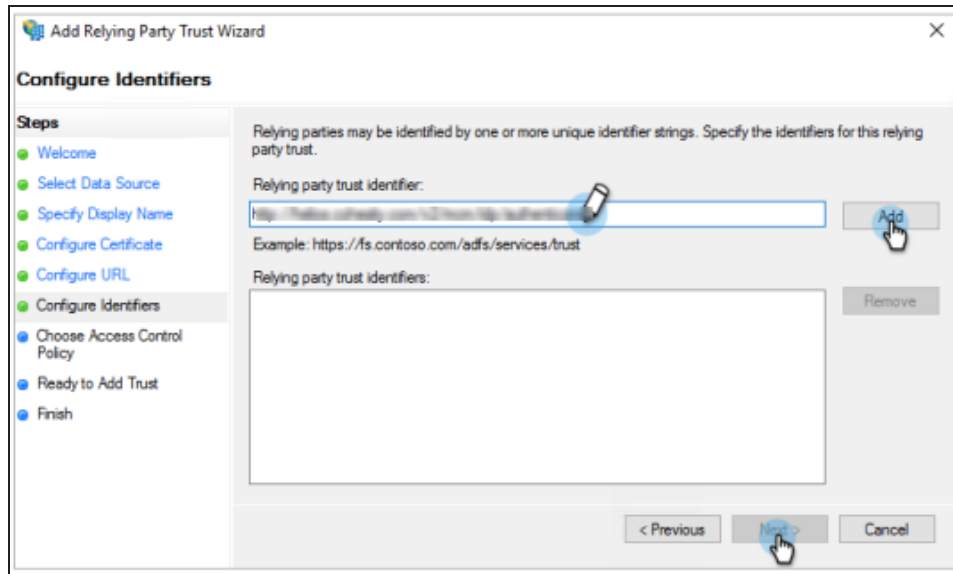 Add Relying Party Trust Wizard
Configure Identifiers
Steps
Welcome
Select Data Source
Specify Display Name
Configure Certificate
Configure URL
Configure Identifiers
Choose Access Control
Policy
Ready to Add Trust
Finish
Relying parties may be identified by one or more unique identifier strings. Specify the identifiers for this relying
party trust.
Relying party trust identifier:
Add
Example: https://fs.contoso.com/adfs/services/trust
Relying party trust identifiers:
Remove
< Previous
Next >
Cancel